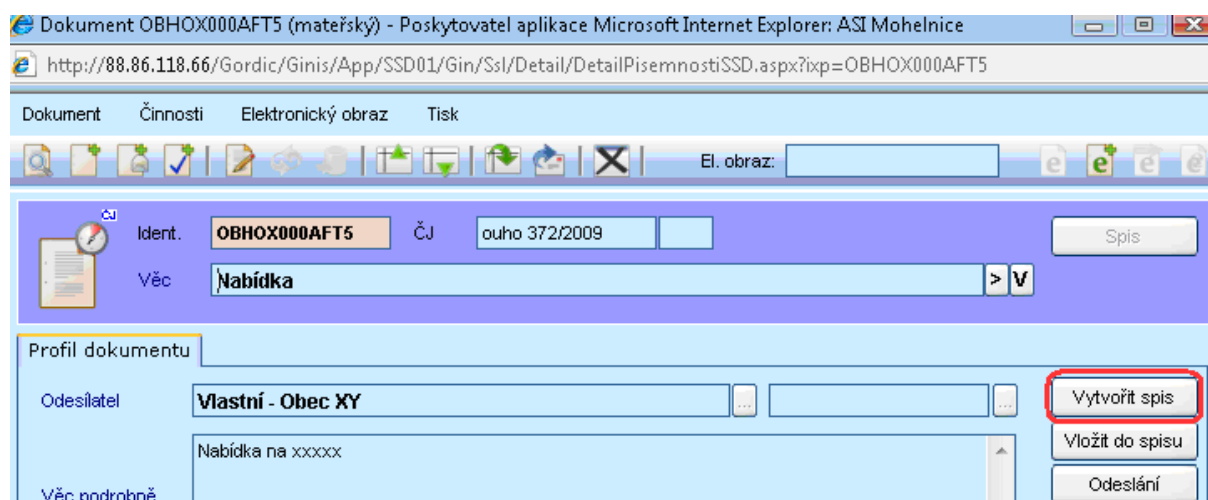 Dokument OBHOX000AFT5 (mateřský) - Poskytovatel aplikace Microsoft Internet Explorer: ASI Mohelnice
http://88.86.118.66/Gordic/Ginis/App/SSD01/Gin/Ssl/Detail/DetailPisemnostiSSD.aspx?ixp=OBHOX000AFT5
Dokument Činnosti Elektronický obraz Tisk
El. obraz:
ČJ
Ident. OBHOX000AFT5 ČJ ouho 372/2009 Spis
Věc Nabídka > V
Profil dokumentu
Odesílatel Vlastní - Obec XY ... ... Vytvořit spis
Nabídka na xxxxx Vložit do spisu
Věc podrobně Odeslání